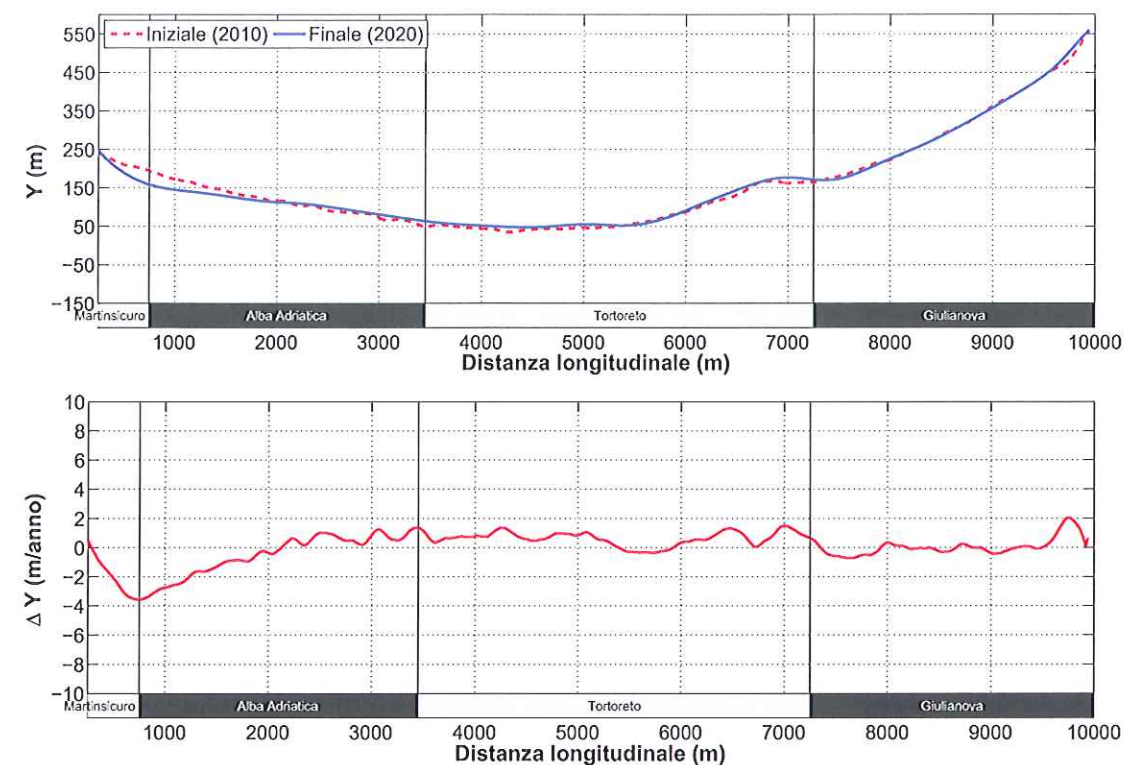 550
Iniziale (2010) Finale (2020)
450
350
250
150
50
−50
−150
Y (m)
Martinsicuro Alba Adriatica Tortoreto Giulianova
1000 2000 3000 4000 5000 6000 7000 8000 9000 10000
Distanza longitudinale (m)
10
8
6
4
2
0
−2
−4
−6
−8
−10
Δ Y (m/anno)
Martinsicuro Alba Adriatica Tortoreto Giulianova
1000 2000 3000 4000 5000 6000 7000 8000 9000 10000
Distanza longitudinale (m)